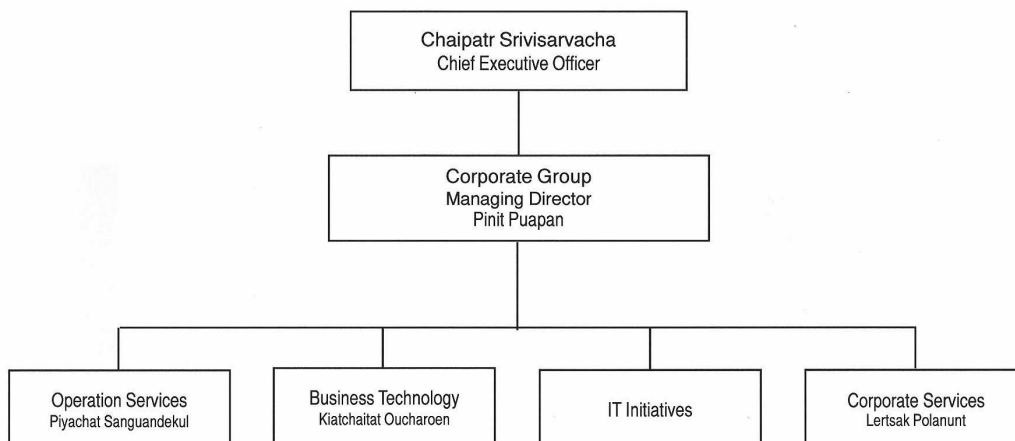 Chaipatr Srivisarvacha
Chief Executive Officer
Corporate Group
Managing Director
Pinit Puapan
Operation Services
Piyachat Sanguandekul
Business Technology
Kiatchaitat Oucharoen
IT Initiatives
Corporate Services
Lertsak Polanunt